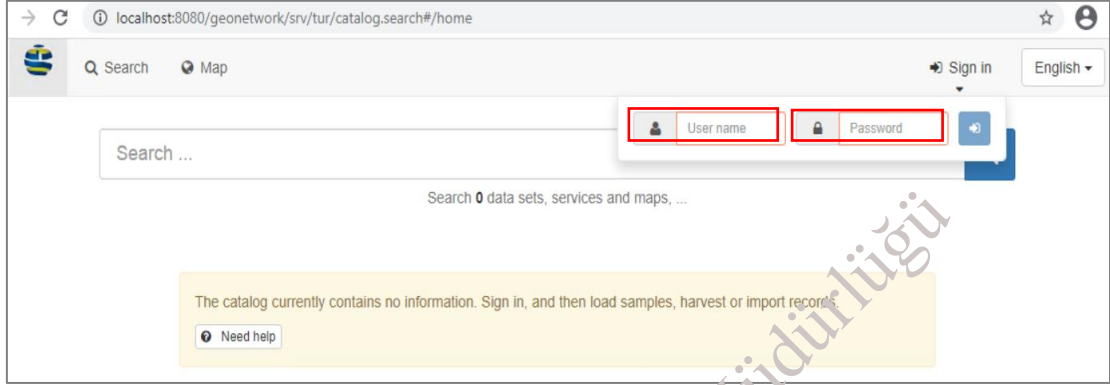 localhost:8080/geonetwork/srv/tur/catalog.search#/home
Search Map Sign in English
User name Password
Search ...
Search 0 data sets, services and maps, ...
The catalog currently contains no information. Sign in, and then load samples, harvest or import records.
Need help
üdürlüğü